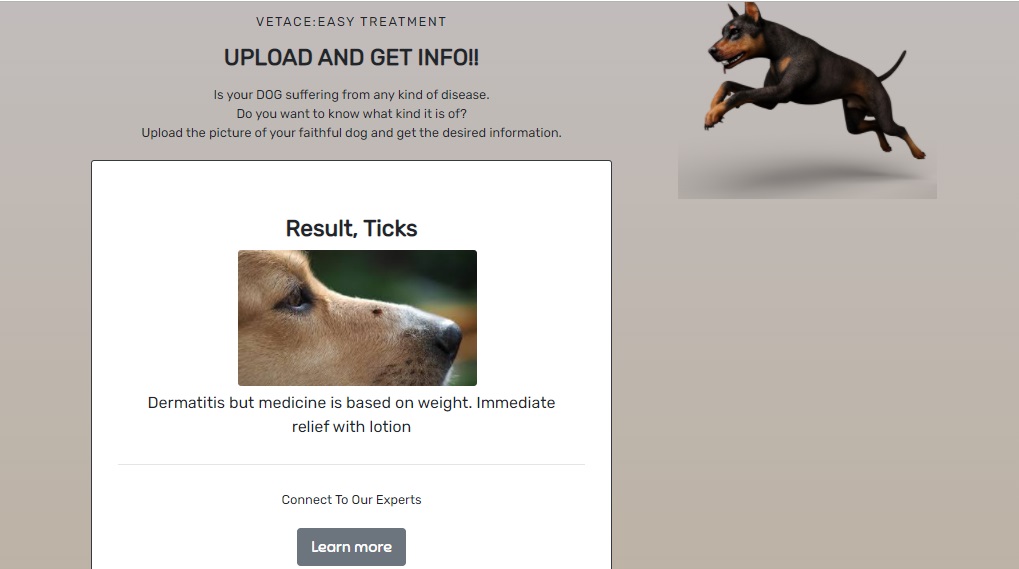 VETACE:EASY TREATMENT
UPLOAD AND GET INFO!!
Is your DOG suffering from any kind of disease.
Do you want to know what kind it is of?
Upload the picture of your faithful dog and get the desired information.
Result, Ticks
Dermatitis but medicine is based on weight. Immediate
relief with lotion
Connect To Our Experts
Learn more